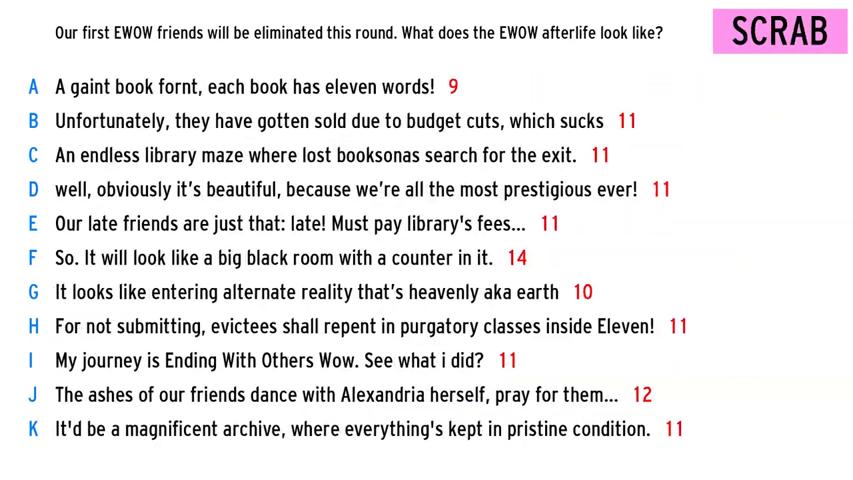 Our first EWOW friends will be eliminated this round. What does the EWOW afterlife look like?
SCRAB
A A gaint book fornt, each book has eleven words! 9
B Unfortunately, they have gotten sold due to budget cuts, which sucks 11
C An endless library maze where lost booksonas search for the exit. 11
D well, obviously it’s beautiful, because we’re all the most prestigious ever! 11
E Our late friends are just that: late! Must pay library's fees... 11
F So. It will look like a big black room with a counter in it. 14
G It looks like entering alternate reality that’s heavenly aka earth 10
H For not submitting, evictees shall repent in purgatory classes inside Eleven! 11
I My journey is Ending With Others Wow. See what i did? 11
J The ashes of our friends dance with Alexandria herself, pray for them... 12
K It'd be a magnificent archive, where everything's kept in pristine condition. 11